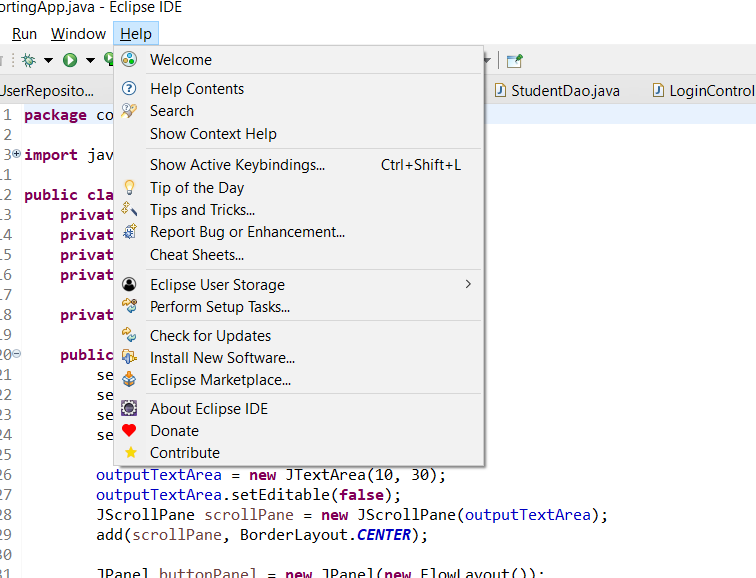 ortingApp.java - Eclipse IDE
Run Window Help
Welcome
UserReposito... StudentDao.java LoginControl
Help Contents
1 package co
Search
2
Show Context Help
3 import jav
11
Show Active Keybindings... Ctrl+Shift+L
Tip of the Day
12 public cla
Tips and Tricks...
13 privat
Report Bug or Enhancement...
14 privat
Cheat Sheets...
15 privat
16 privat
Eclipse User Storage
17
Perform Setup Tasks...
18 privat
Check for Updates
19
Install New Software...
20 public
Eclipse Marketplace...
21 se
22 se
About Eclipse IDE
23 se
Donate
24 se
Contribute
25
26 outputTextArea = new JTextArea(10, 30);
27 outputTextArea.setEditable(false);
28 JScrollPane scrollPane = new JScrollPane(outputTextArea);
29 add(scrollPane, BorderLayout.CENTER);
30
31 JPanel buttonPanel = new JPanel(new FlowLayout());